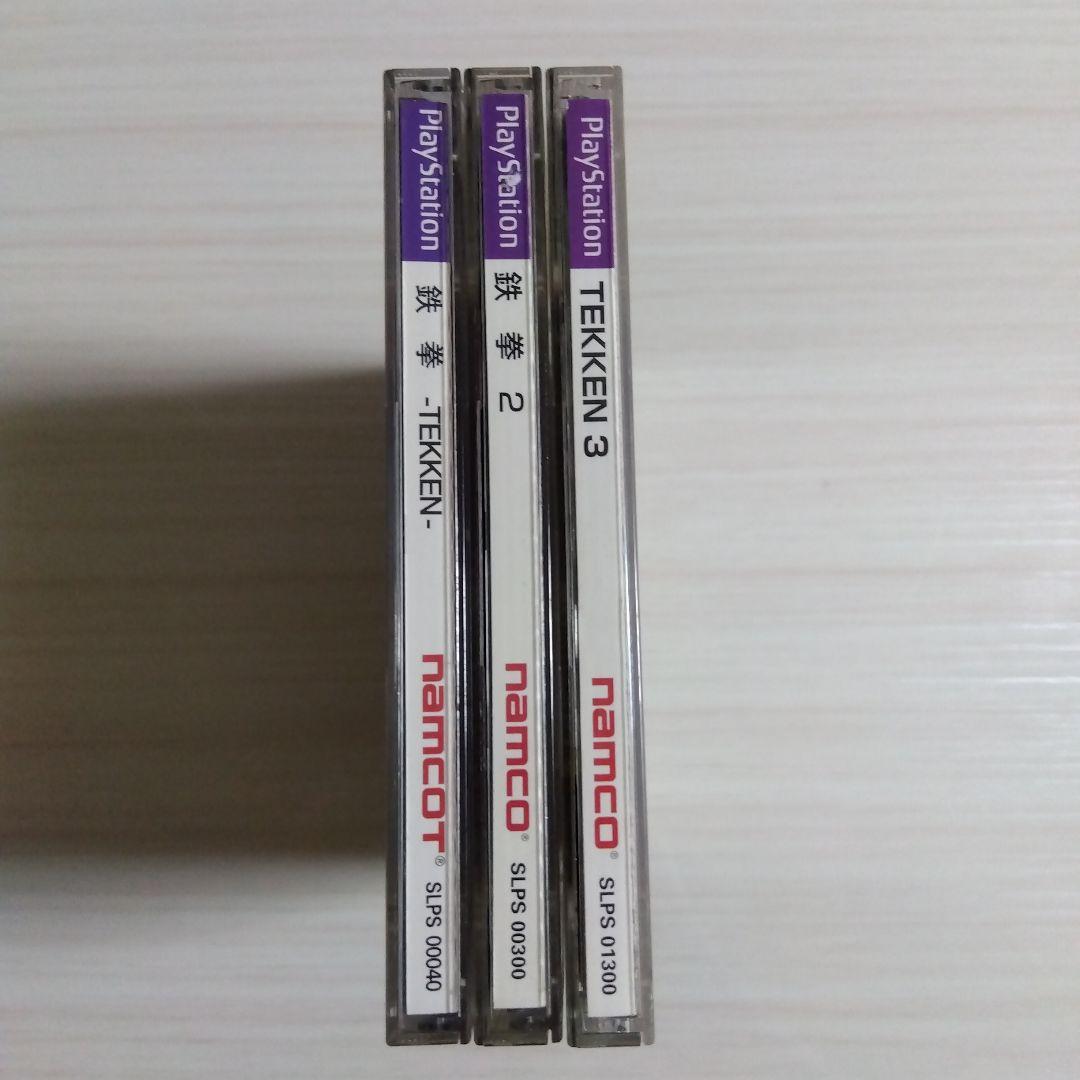 PlayStation 鉄 拳 -TEKKEN- namcoT® SLPS 00040
PlayStation 鉄 拳 2 namco® SLPS 00300
PlayStation TEKKEN 3 namco® SLPS 01300